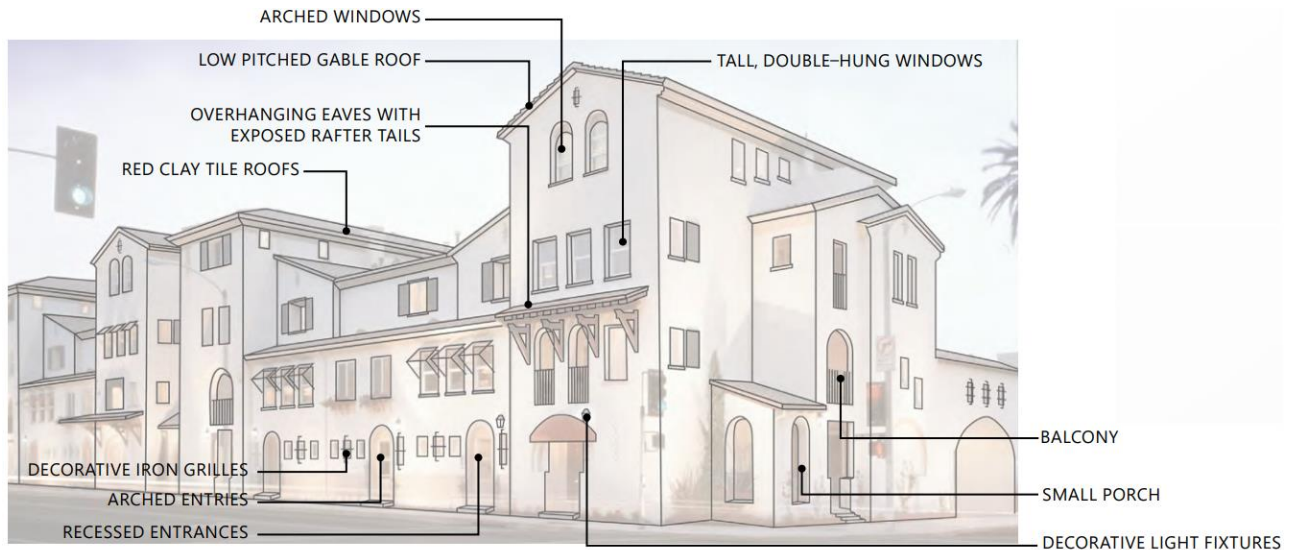 ARCHED WINDOWS
LOW PITCHED GABLE ROOF
TALL, DOUBLE–HUNG WINDOWS
OVERHANGING EAVES WITH
EXPOSED RAFTER TAILS
RED CLAY TILE ROOFS
BALCONY
DECORATIVE IRON GRILLES
SMALL PORCH
ARCHED ENTRIES
RECESSED ENTRANCES
DECORATIVE LIGHT FIXTURES